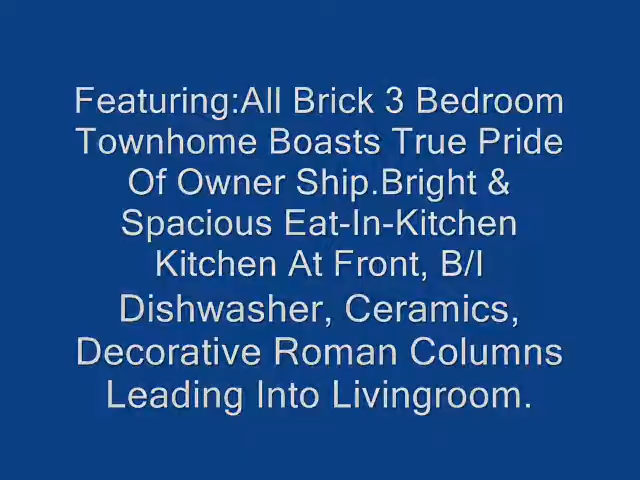 Featuring:All Brick 3 Bedroom
Townhome Boasts True Pride
Of Owner Ship.Bright &
Spacious Eat-In-Kitchen
Kitchen At Front, B/I
Dishwasher, Ceramics,
Decorative Roman Columns
Leading Into Livingroom.